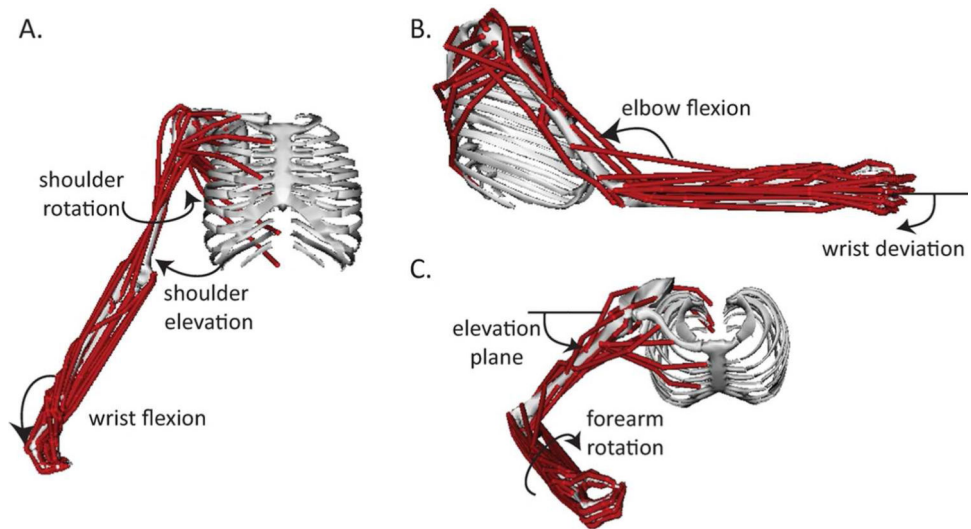 A.
shoulder
rotation
shoulder
elevation
wrist flexion
B.
elbow flexion
wrist deviation
C.
elevation
plane
forearm
rotation